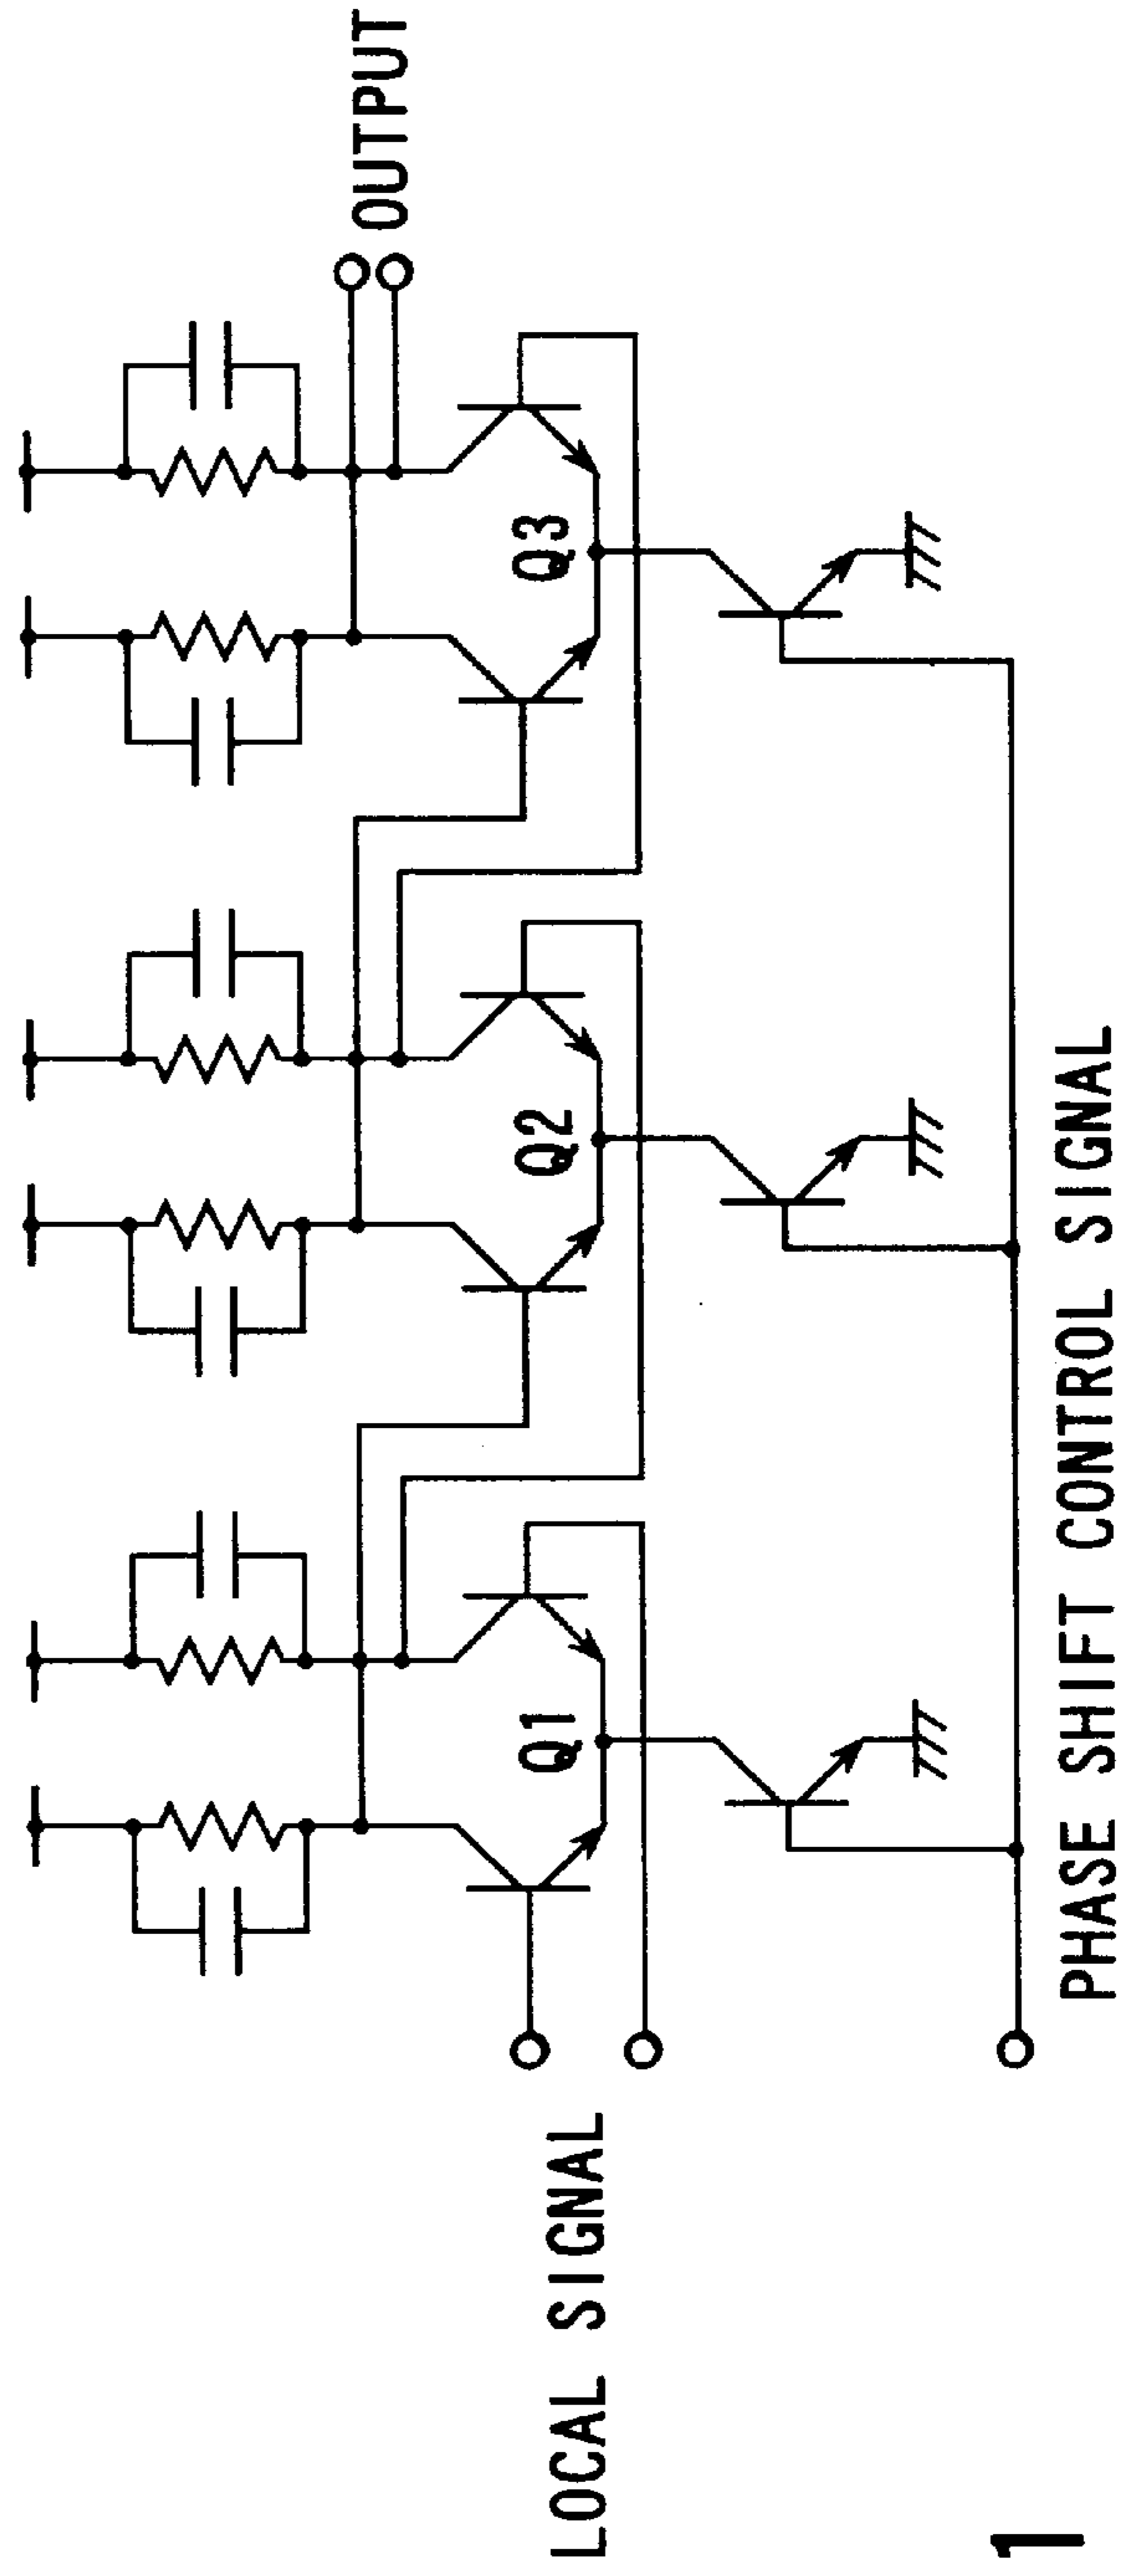 OUTPUT
Q1
Q2
Q3
LOCAL SIGNAL
PHASE SHIFT CONTROL SIGNAL
1